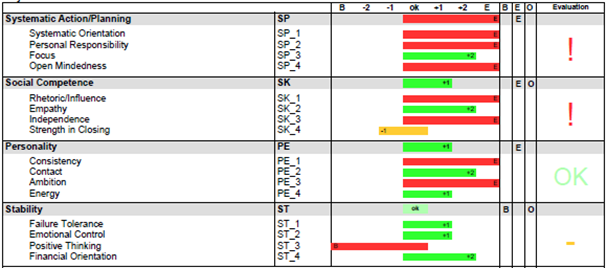 B -2 -1 ok +1 +2 E B E O Evaluation
Systematic Action/Planning SP E E
Systematic Orientation SP_1 E
Personal Responsibility SP_2 E
Focus SP_3 +2
Open Mindedness SP_4 E
!
Social Competence SK +1 E O
Rhetoric/Influence SK_1 E
Empathy SK_2 +2
Independence SK_3 E
Strength in Closing SK_4 -1
!
Personality PE +1 E
Consistency PE_1 E
Contact PE_2 +2
Ambition PE_3 E
Energy PE_4 +1
OK
Stability ST ok B O
Failure Tolerance ST_1 +1
Emotional Control ST_2 +1
Positive Thinking ST_3 B
Financial Orientation ST_4 +2
-